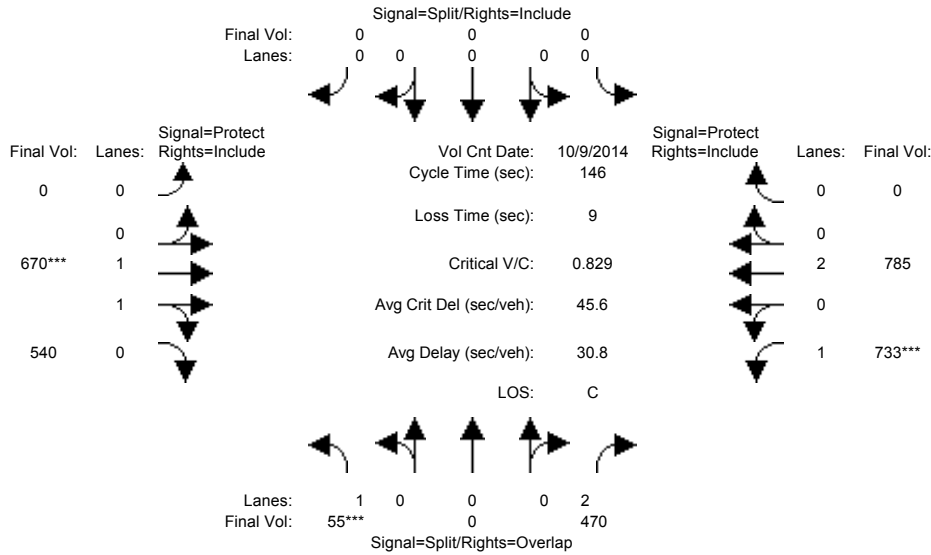 Signal=Split/Rights=Include
Final Vol: 0 0 0
Lanes: 0 0 0 0 0
Signal=Protect Signal=Protect
Final Vol: Lanes: Rights=Include Vol Cnt Date: 10/9/2014 Rights=Include Lanes: Final Vol:
Cycle Time (sec): 146
0 0 0 0
Loss Time (sec): 9
0 0
670*** 1 Critical V/C: 0.829 2 785
1 Avg Crit Del (sec/veh): 45.6 0
540 0 Avg Delay (sec/veh): 30.8 1 733***
LOS: C
Lanes: 1 0 0 0 2
Final Vol: 55*** 0 470
Signal=Split/Rights=Overlap